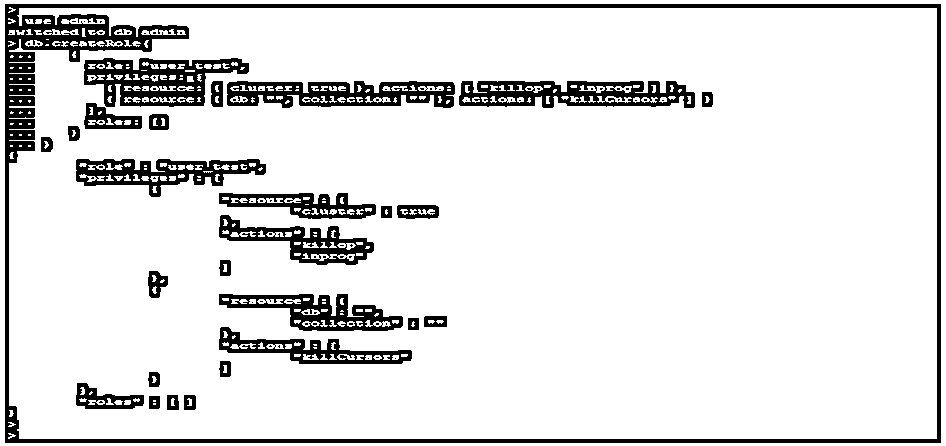 >
> use admin
switched to db admin
> db.createRole(
...     {
...       role: "user_test",
...       privileges: [
...         { resource: { cluster: true }, actions: [ "killop", "inprog" ] },
...         { resource: { db: "", collection: "" }, actions: [ "killCursors" ] }
...       ],
...       roles: []
...     }
... )
{
        "role" : "user_test",
        "privileges" : [
                {
                        "resource" : {
                                "cluster" : true
                        },
                        "actions" : [
                                "killop",
                                "inprog"
                        ]
                },
                {
                        "resource" : {
                                "db" : "",
                                "collection" : ""
                        },
                        "actions" : [
                                "killCursors"
                        ]
                }
        ],
        "roles" : [ ]
}
>
>